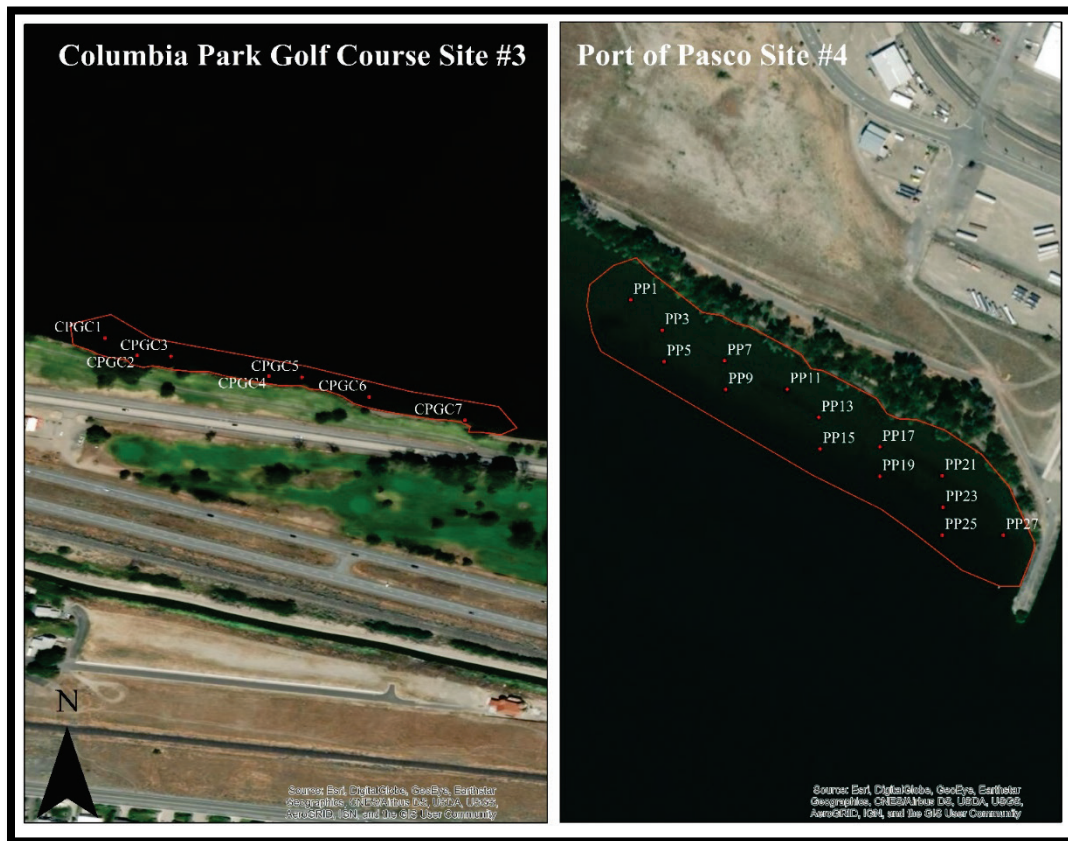 Columbia Park Golf Course Site #3
CPGC1
CPGC2
CPGC3
CPGC4
CPGC5
CPGC6
CPGC7
N
Source: Esri, DigitalGlobe, GeoEye, Earthstar
Geographics, CNES/Airbus DS, USDA, USGS,
AeroGRID, IGN, and the GIS User Community
Port of Pasco Site #4
PP1
PP3
PP5
PP7
PP9
PP11
PP13
PP15
PP17
PP19
PP21
PP23
PP25
PP27
Source: Esri, DigitalGlobe, GeoEye, Earthstar
Geographics, CNES/Airbus DS, USDA, USGS,
AeroGRID, IGN, and the GIS User Community